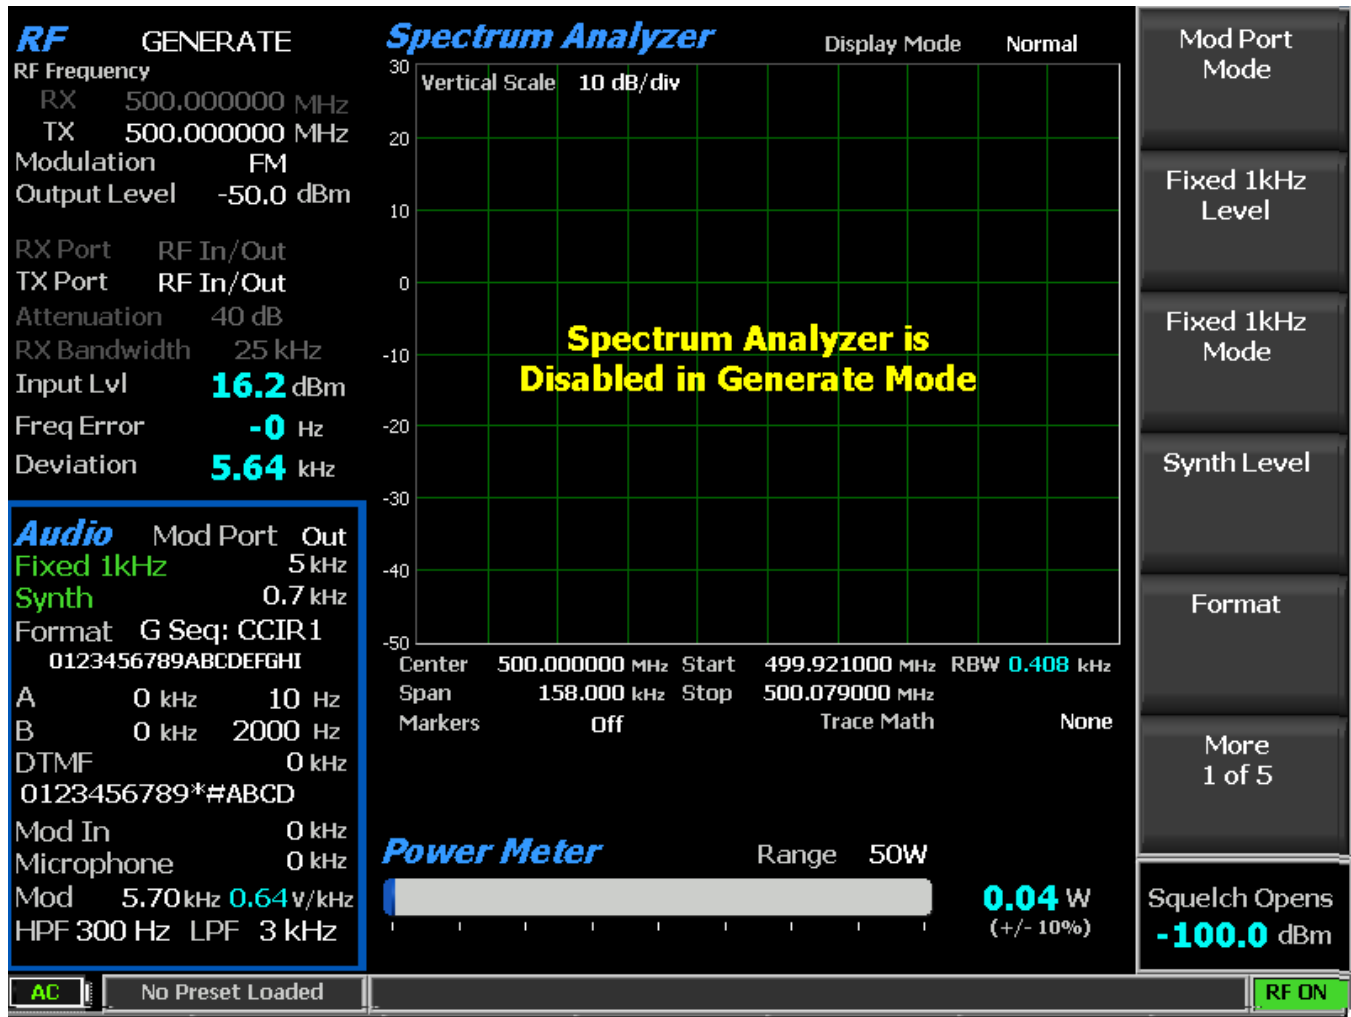 RF GENERATE
RF Frequency
RX 500.000000 MHz
TX 500.000000 MHz
Modulation FM
Output Level -50.0 dBm
RX Port RF In/Out
TX Port RF In/Out
Attenuation 40 dB
RX Bandwidth 25 kHz
Input Lvl 16.2 dBm
Freq Error -0 Hz
Deviation 5.64 kHz
Audio Mod Port Out
Fixed 1kHz 5 kHz
Synth 0.7 kHz
Format G Seq: CCIR1
0123456789ABCDEFGHI
A 0 kHz 10 Hz
B 0 kHz 2000 Hz
DTMF 0 kHz
0123456789*#ABCD
Mod In 0 kHz
Microphone 0 kHz
Mod 5.70 kHz 0.64 V/kHz
HPF 300 Hz LPF 3 kHz
Spectrum Analyzer Display Mode Normal
Vertical Scale 10 dB/div
30
20
10
0
-10
-20
-30
-40
-50
Spectrum Analyzer is
Disabled in Generate Mode
Center 500.000000 MHz Start 499.921000 MHz RBW 0.408 kHz
Span 158.000 kHz Stop 500.079000 MHz
Markers Off Trace Math None
Power Meter Range 50W
0.04 W
(+/- 10%)
Mod Port
Mode
Fixed 1kHz
Level
Fixed 1kHz
Mode
Synth Level
Format
More
1 of 5
Squelch Opens
-100.0 dBm
AC No Preset Loaded RF ON